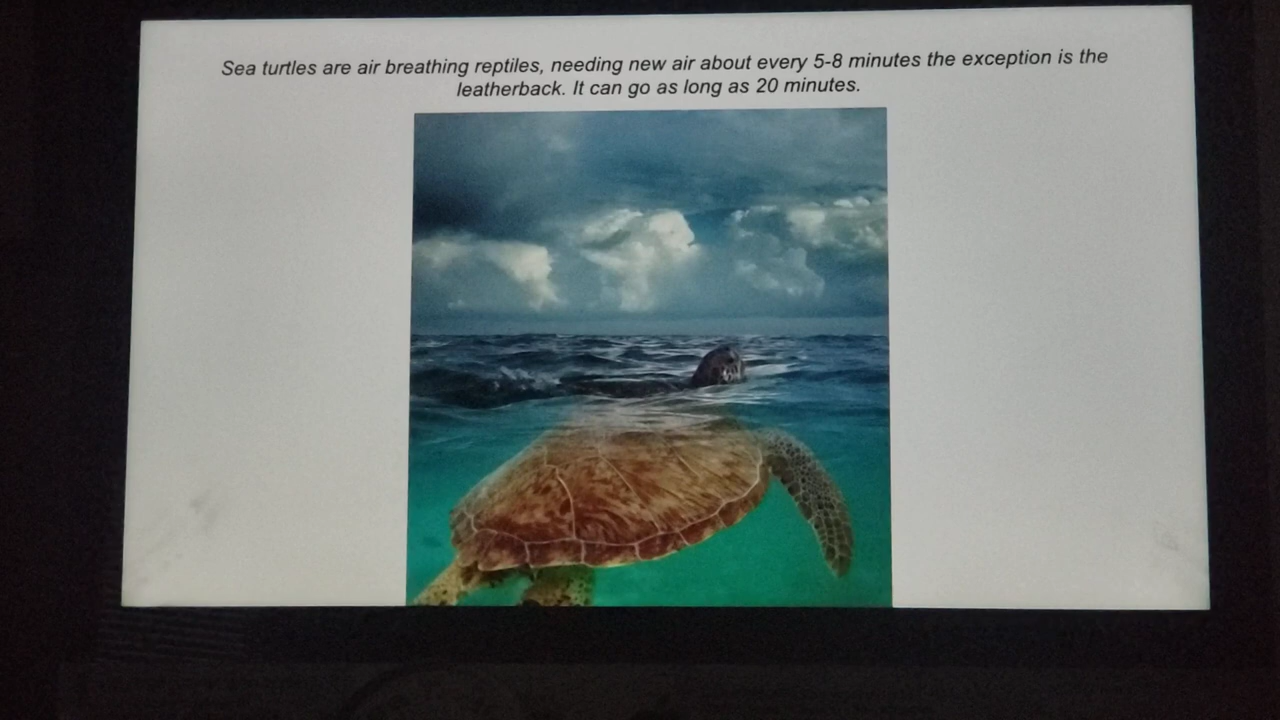 Sea turtles are air breathing reptiles, needing new air about every 5-8 minutes the exception is the
leatherback. It can go as long as 20 minutes.